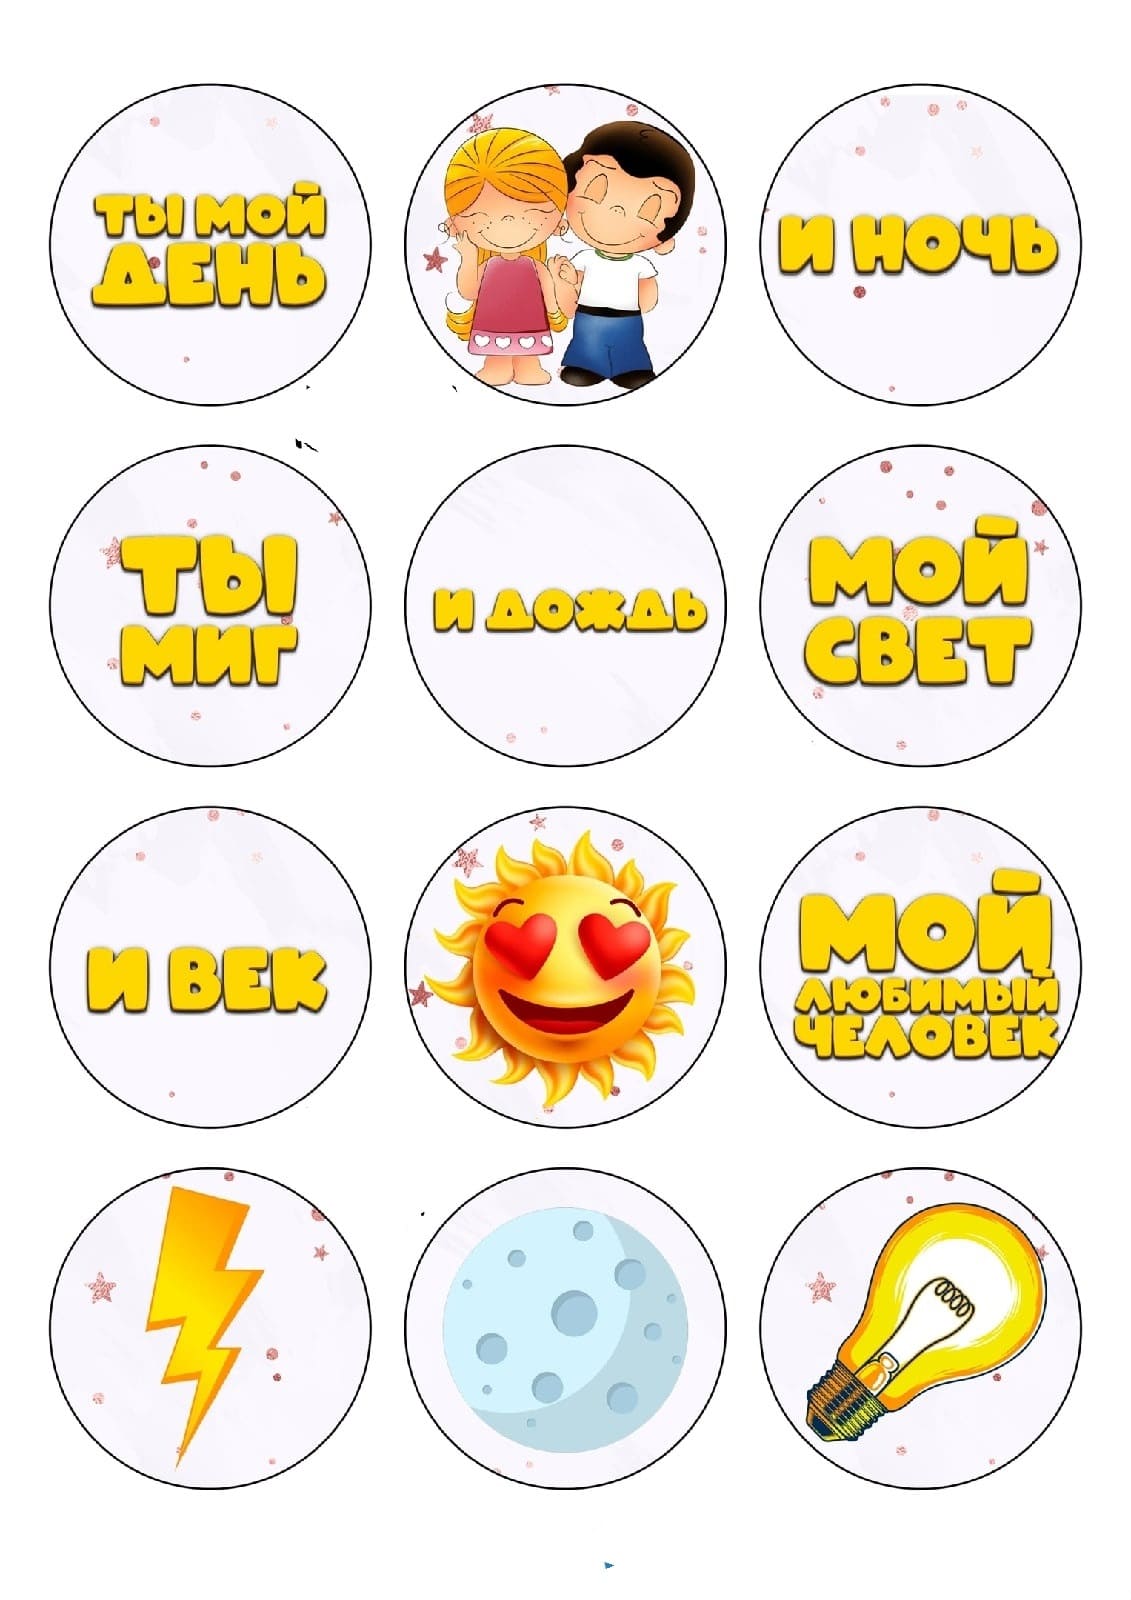 ТЫ МОЙ
ДЕНЬ
И НОЧЬ
ТЫ
МИГ
И ДОЖДЬ
МОЙ
СВЕТ
И ВЕК
МОЙ
ЛЮБИМЫЙ
ЧЕЛОВЕК